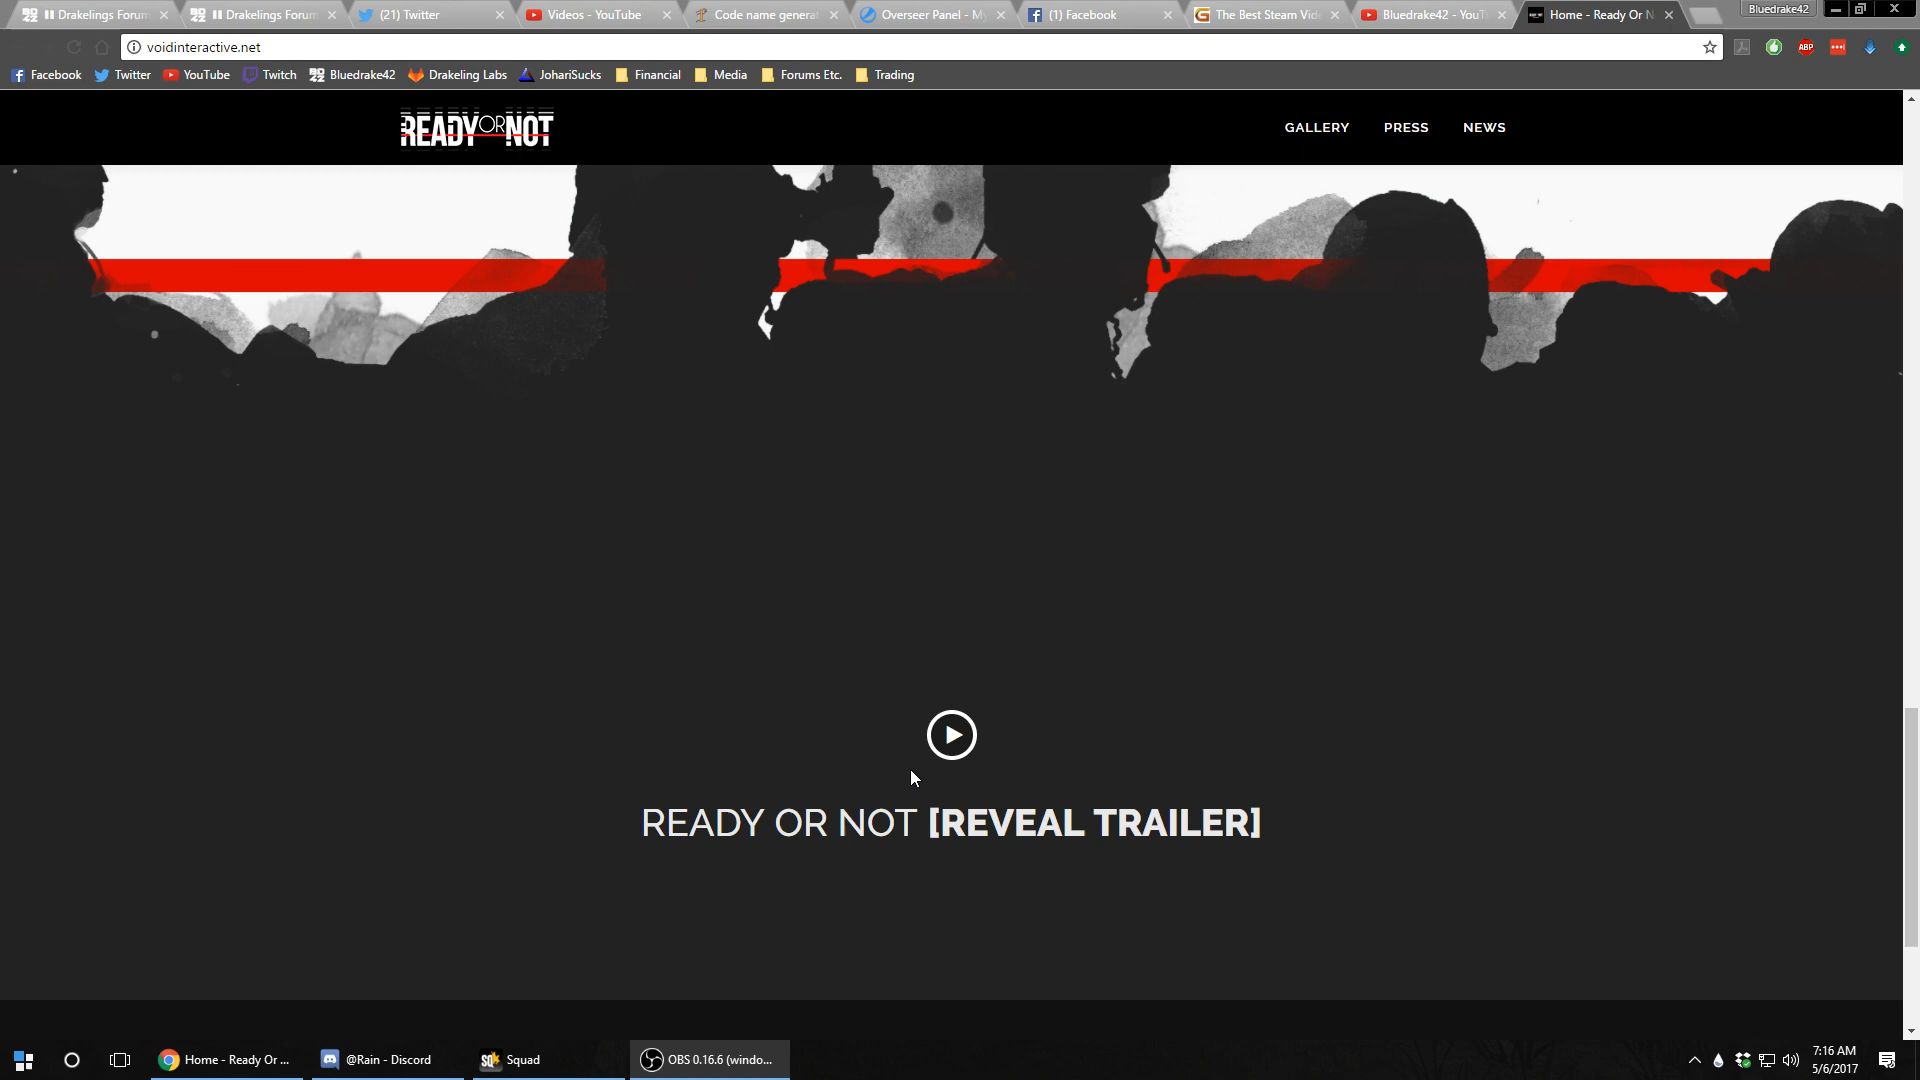 Drakelings Forum
Drakelings Forum
(21) Twitter
Videos - YouTube
Code name genera
Overseer Panel - My
(1) Facebook
The Best Steam Vid
Bluedrake42 - YouT
Home - Ready Or N
Bluedrake42
voidinteractive.net
ABP
Facebook
Twitter
YouTube
Twitch
Bluedrake42
Drakeling Labs
JohariSucks
Financial
Media
Forums Etc.
Trading
READY OR NOT
GALLERY
PRESS
NEWS
READY OR NOT [REVEAL TRAILER]
Home - Ready Or ...
@Rain - Discord
Squad
OBS 0.16.6 (windo...
7:16 AM
5/6/2017